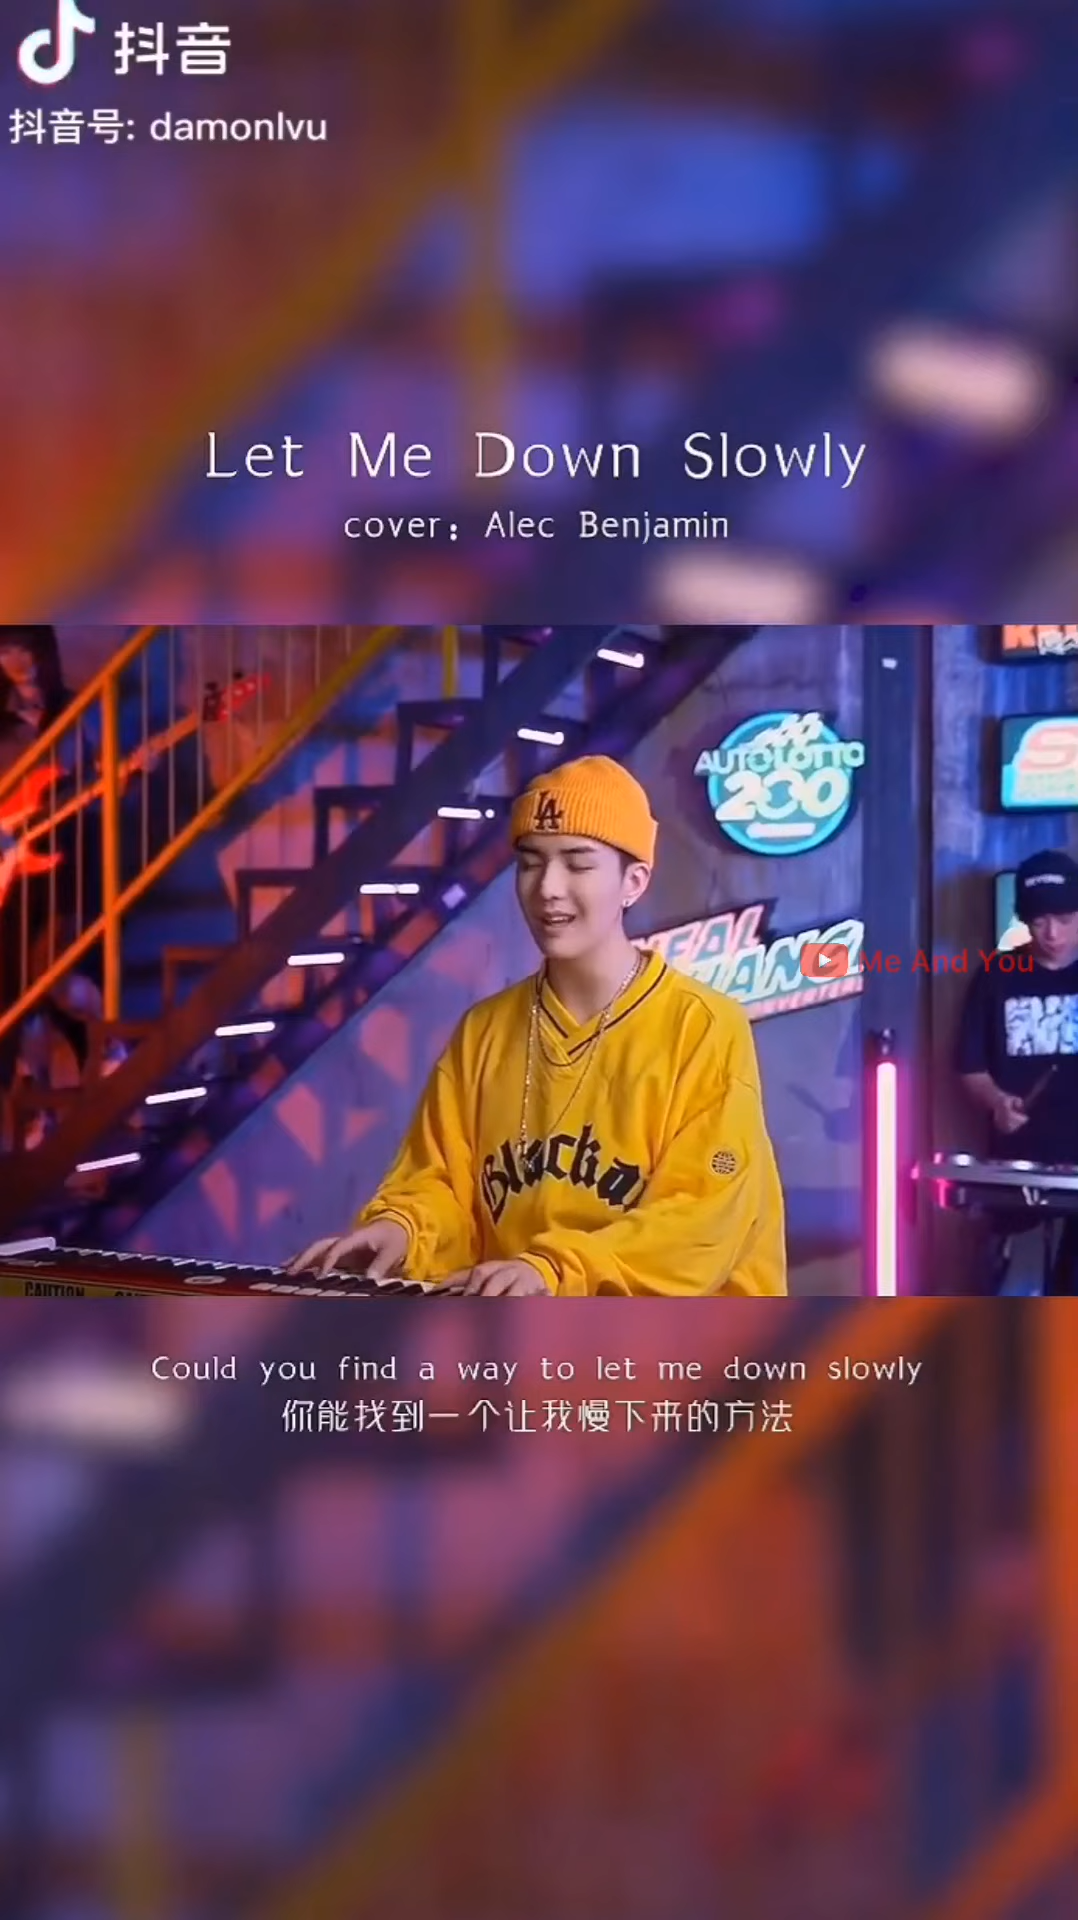 抖音
抖音号: damonlvu
Let Me Down Slowly
cover: Alec Benjamin
AUTOLOTTO
200
LA
Me And You
CAUTION
Could you find a way to let me down slowly
你能找到一个让我慢下来的方法